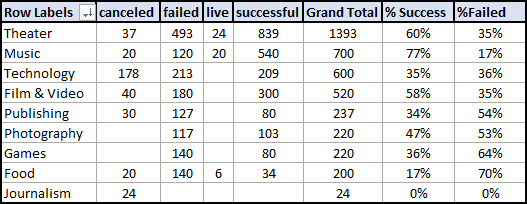 Row Labels canceled failed live successful Grand Total % Success %Failed
Theater 37 493 24 839 1393 60% 35%
Music 20 120 20 540 700 77% 17%
Technology 178 213 209 600 35% 36%
Film & Video 40 180 300 520 58% 35%
Publishing 30 127 80 237 34% 54%
Photography 117 103 220 47% 53%
Games 140 80 220 36% 64%
Food 20 140 6 34 200 17% 70%
Journalism 24 24 0% 0%